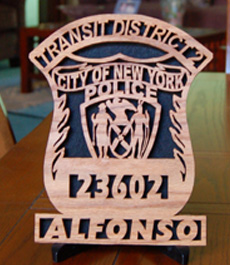 TRANSIT DISTRICT 2
CITY OF NEW YORK
POLICE
23602
ALFONSO